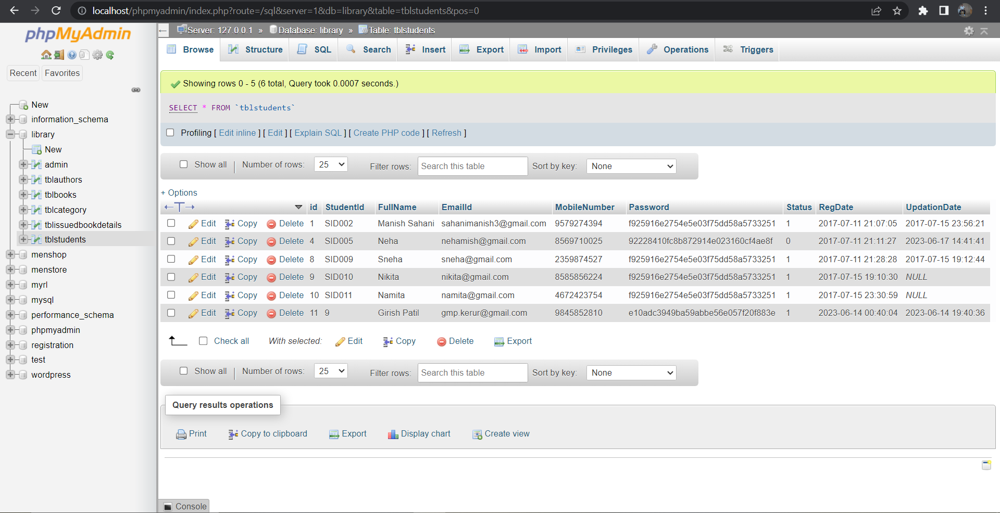 localhost/phpmyadmin/index.php?route=/sql&server=1&db=library&table=tblstudents&pos=0
phpMyAdmin
Recent Favorites
New
information_schema
library
New
admin
tblauthors
tblbooks
tblcategory
tblissuedbookdetails
tblstudents
menshop
menstore
myrl
mysql
performance_schema
phpmyadmin
registration
test
wordpress
Server: 127.0.0.1 » Database: library » Table: tblstudents
Browse Structure SQL Search Insert Export Import Privileges Operations Triggers
Showing rows 0 - 5 (6 total, Query took 0.0007 seconds.)
SELECT * FROM `tblstudents`
Profiling [ Edit inline ] [ Edit ] [ Explain SQL ] [ Create PHP code ] [ Refresh ]
Show all | Number of rows: 25 Filter rows: Search this table Sort by key: None
+ Options
←T→ id StudentId FullName EmailId MobileNumber Password Status RegDate UpdationDate
Edit Copy Delete 1 SID002 Manish Sahani sahanimanish3@gmail.com 9579274394 f925916e2754e5e03f75dd58a5733251 1 2017-07-11 21:07:05 2017-07-15 23:56:21
Edit Copy Delete 4 SID005 Neha nehamish@gmail.com 8569710025 92228410fc8b872914e023160cf4ae8f 0 2017-07-11 21:11:27 2023-06-17 14:41:41
Edit Copy Delete 8 SID009 Sneha sneha@gmail.com 2359874527 f925916e2754e5e03f75dd58a5733251 1 2017-07-11 21:28:28 2017-07-15 19:12:44
Edit Copy Delete 9 SID010 Nikita nikita@gmail.com 8585856224 f925916e2754e5e03f75dd58a5733251 1 2017-07-15 19:10:30 NULL
Edit Copy Delete 10 SID011 Namita namita@gmail.com 4672423754 f925916e2754e5e03f75dd58a5733251 1 2017-07-15 23:30:59 NULL
Edit Copy Delete 11 9 Girish Patil gmp.kerur@gmail.com 9845852810 e10adc3949ba59abbe56e057f20f883e 1 2023-06-14 00:40:04 2023-06-14 19:40:36
Check all With selected: Edit Copy Delete Export
Show all | Number of rows: 25 Filter rows: Search this table Sort by key: None
Query results operations
Print Copy to clipboard Export Display chart Create view
Console